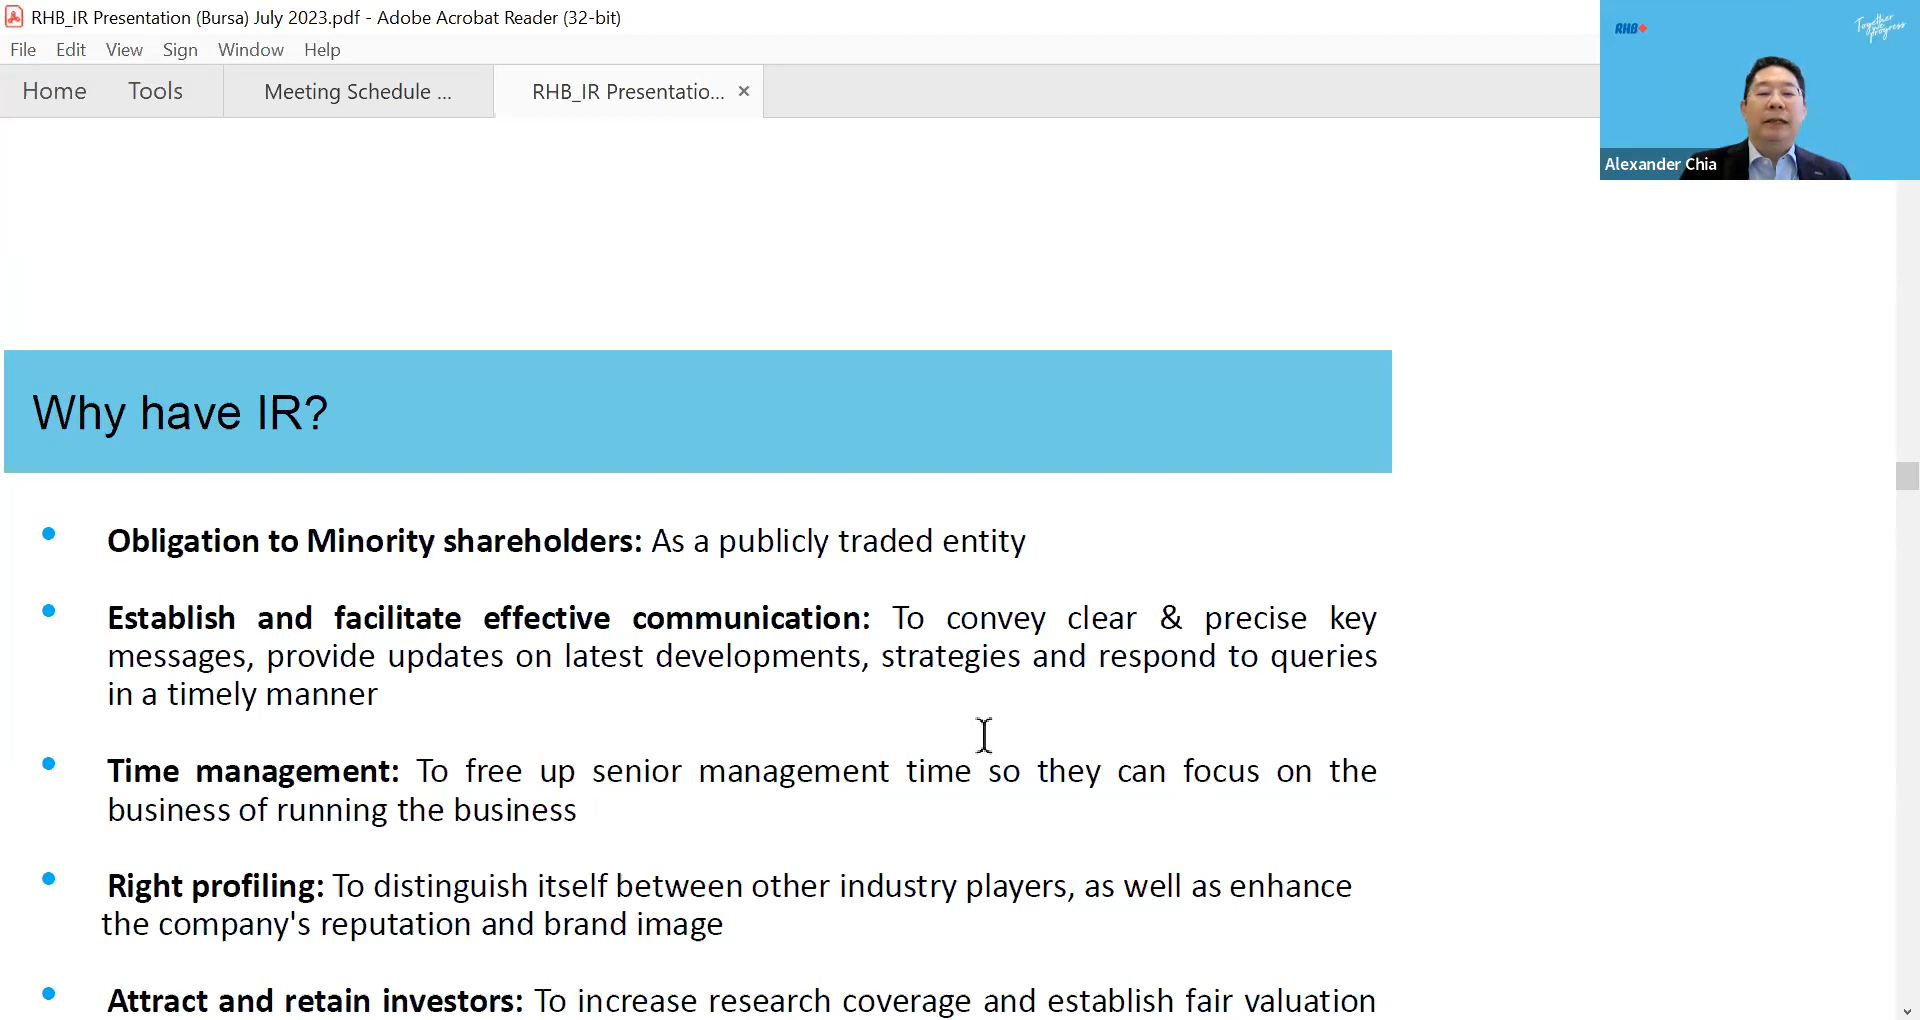 RHB_IR Presentation (Bursa) July 2023.pdf - Adobe Acrobat Reader (32-bit)
File Edit View Sign Window Help
Home Tools Meeting Schedule ... RHB_IR Presentatio... ×
RHB
Together we progress
Alexander Chia
Why have IR?
• Obligation to Minority shareholders: As a publicly traded entity
• Establish and facilitate effective communication: To convey clear & precise key
messages, provide updates on latest developments, strategies and respond to queries
in a timely manner
• Time management: To free up senior management time so they can focus on the
business of running the business
• Right profiling: To distinguish itself between other industry players, as well as enhance
the company's reputation and brand image
• Attract and retain investors: To increase research coverage and establish fair valuation